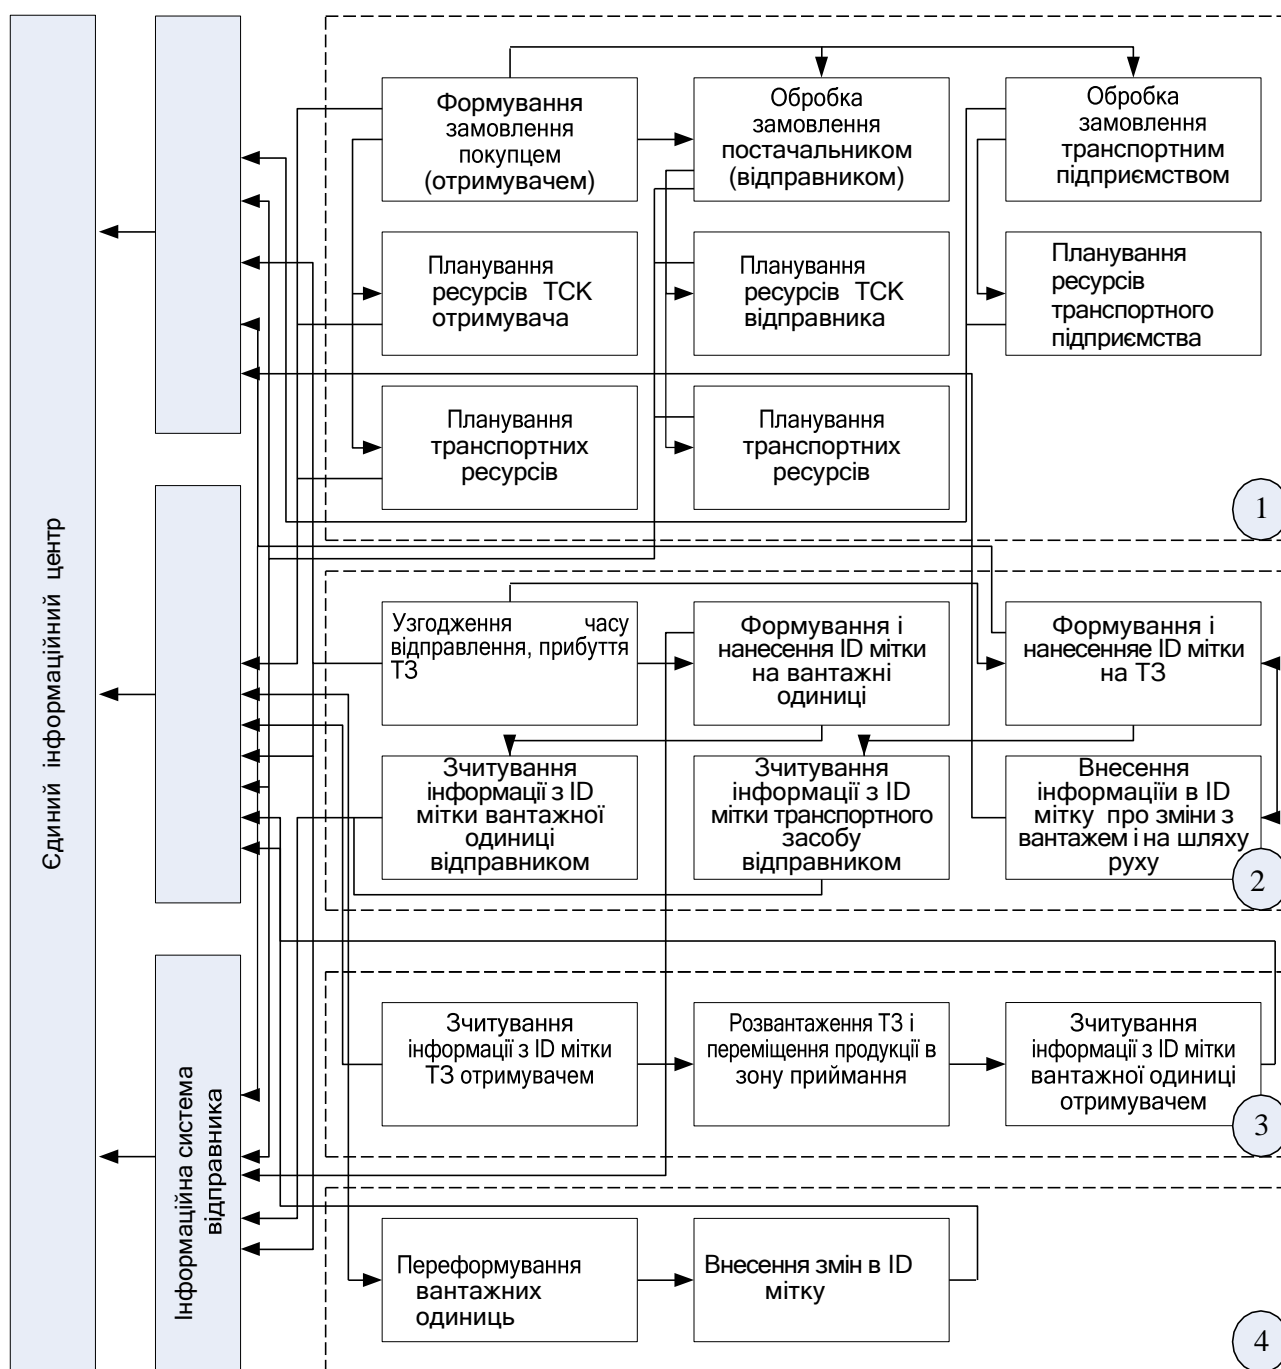 Єдиний інформаційний центр
Інформаційна система
відправника
Формування
замовлення
покупцем
(отримувачем)
Обробка
замовлення
постачальником
(відправником)
Обробка
замовлення
транспортним
підприємством
Планування
ресурсів ТСК
отримувача
Планування
ресурсів ТСК
відправника
Планування
ресурсів
транспортного
підприємства
Планування
транспортних
ресурсів
Планування
транспортних
ресурсів
1
Узгодження часу
відправлення, прибуття
ТЗ
Формування і
нанесення ID мітки
на вантажні
одиниці
Формування і
нанесенняе ID мітки
на ТЗ
Зчитування
інформації з ID
мітки вантажної
одиниці
відправником
Зчитування
інформації з ID
мітки транспортного
засобу
відправником
Внесення
інформаціїи в ID
мітку про зміни з
вантажем і на шляху
руху
2
Зчитування
інформації з ID мітки
ТЗ отримувачем
Розвантаження ТЗ і
переміщення продукції в
зону приймання
Зчитування
інформації з ID мітки
вантажної одиниці
отримувачем
3
Переформування
вантажних
одиниць
Внесення змін в ID
мітку
4